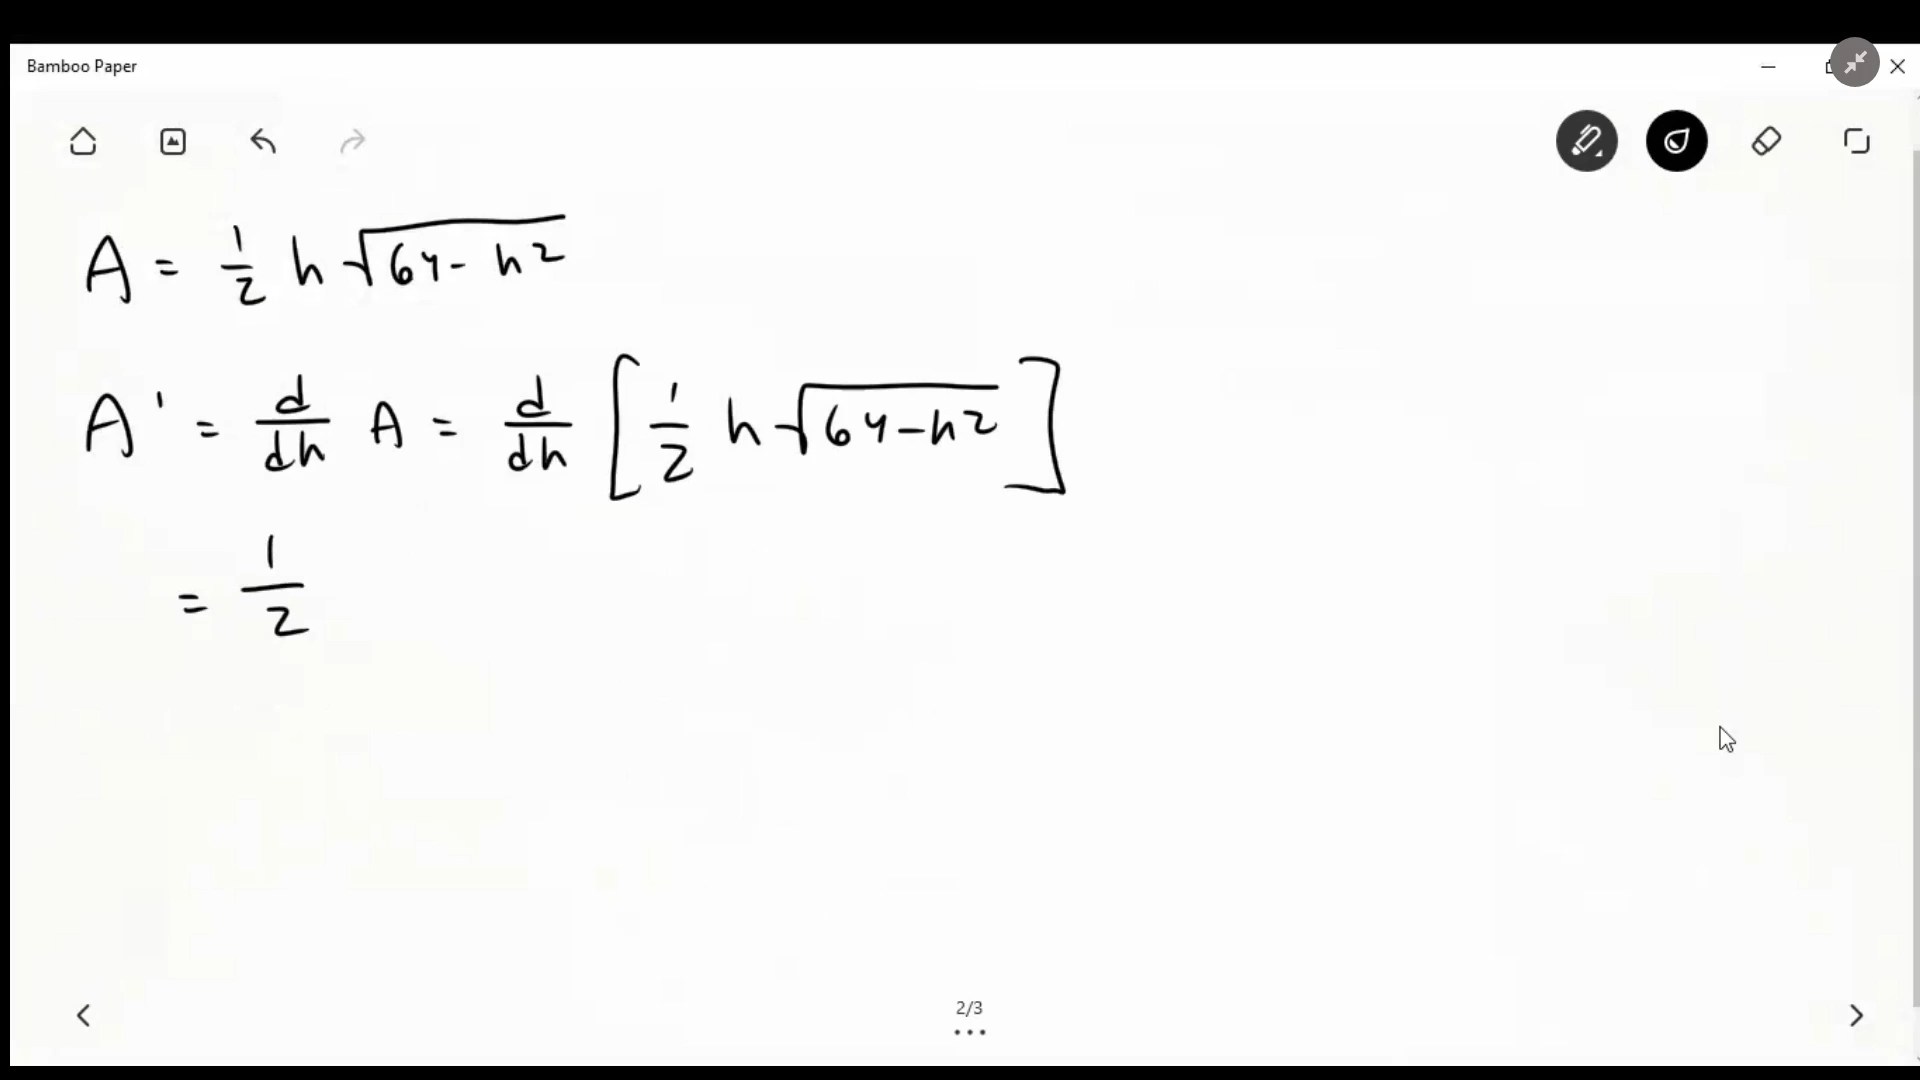 Bamboo Paper
A = 1/2 h √(64 - h²)
A' = d/dh A = d/dh [1/2 h √(64 - h²)]
= 1/2
2/3